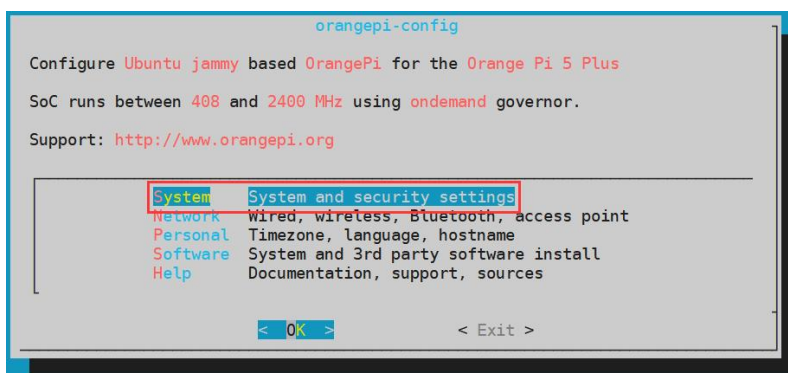 orangepi-config
Configure Ubuntu jammy based OrangePi for the Orange Pi 5 Plus
SoC runs between 408 and 2400 MHz using ondemand governor.
Support: http://www.orangepi.org
System System and security settings
Network Wired, wireless, Bluetooth, access point
Personal Timezone, language, hostname
Software System and 3rd party software install
Help Documentation, support, sources
< OK > < Exit >